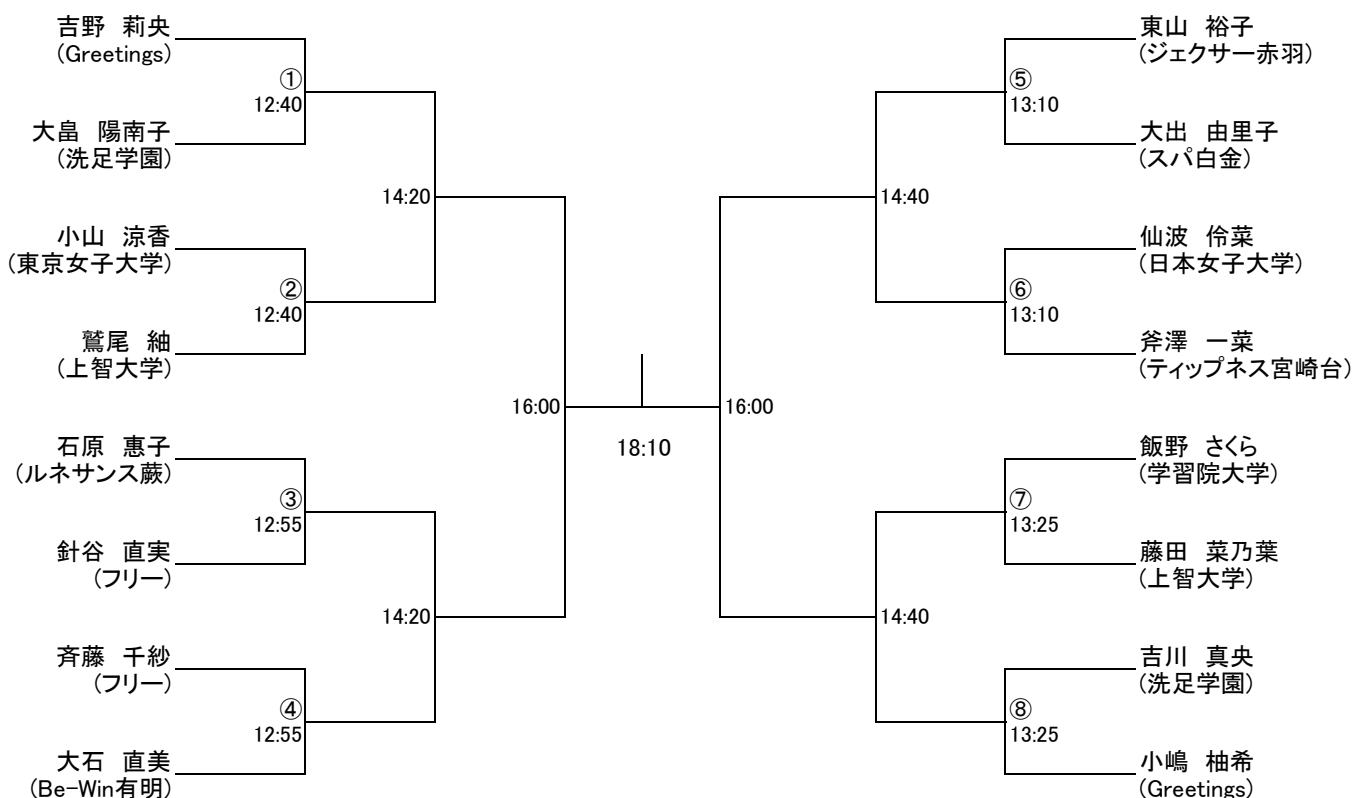 吉野 莉央
(Greetings)
①
12:40
大畠 陽南子
(洗足学園)
14:20
小山 涼香
(東京女子大学)
②
12:40
鷲尾 紬
(上智大学)
16:00
石原 惠子
(ルネサンス蕨)
③
12:55
針谷 直実
(フリー)
14:20
斉藤 千紗
(フリー)
④
12:55
大石 直美
(Be-Win有明)
18:10
東山 裕子
(ジェクサー赤羽)
⑤
13:10
大出 由里子
(スパ白金)
14:40
仙波 伶菜
(日本女子大学)
⑥
13:10
斧澤 一菜
(ティップネス宮崎台)
16:00
飯野 さくら
(学習院大学)
⑦
13:25
藤田 菜乃葉
(上智大学)
14:40
吉川 真央
(洗足学園)
⑧
13:25
小嶋 柚希
(Greetings)